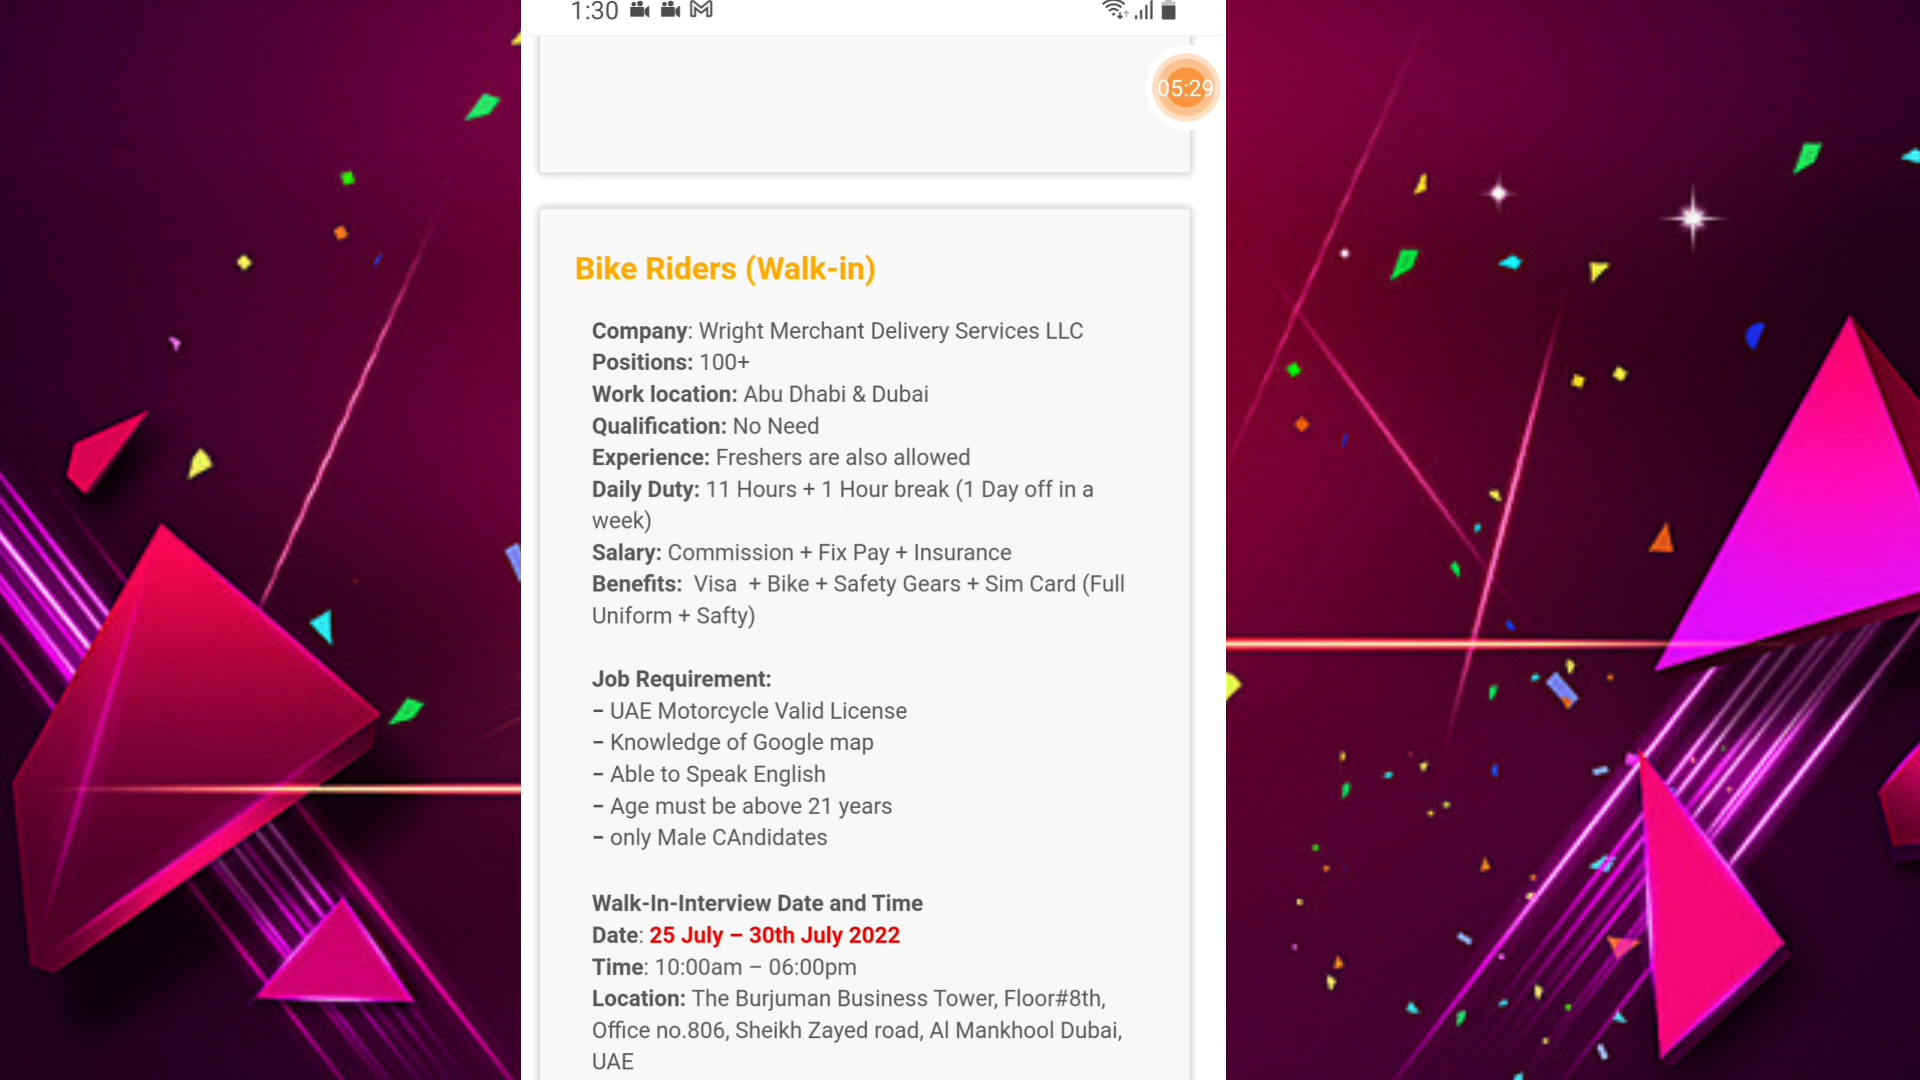 1:30
05:29
Bike Riders (Walk-in)
Company: Wright Merchant Delivery Services LLC
Positions: 100+
Work location: Abu Dhabi & Dubai
Qualification: No Need
Experience: Freshers are also allowed
Daily Duty: 11 Hours + 1 Hour break (1 Day off in a
week)
Salary: Commission + Fix Pay + Insurance
Benefits:  Visa  + Bike + Safety Gears + Sim Card (Full
Uniform + Safty)
Job Requirement:
– UAE Motorcycle Valid License
– Knowledge of Google map
– Able to Speak English
– Age must be above 21 years
– only Male CAndidates
Walk-In-Interview Date and Time
Date: 25 July – 30th July 2022
Time: 10:00am – 06:00pm
Location: The Burjuman Business Tower, Floor#8th,
Office no.806, Sheikh Zayed road, Al Mankhool Dubai,
UAE